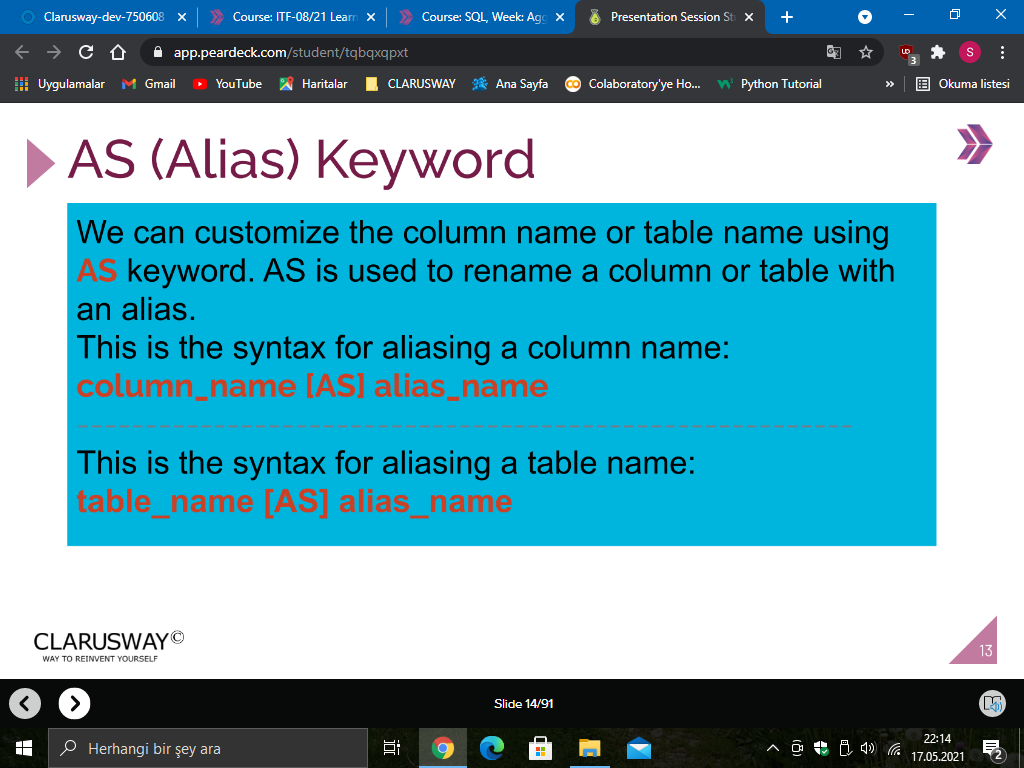 Clarusway-dev-750608
Course: ITF-08/21 Learn
Course: SQL, Week: Agg
Presentation Session St
app.peardeck.com/student/tqbqxqpxt
3
S
Uygulamalar
Gmail
YouTube
Haritalar
CLARUSWAY
Ana Sayfa
Colaboratory'ye Ho...
Python Tutorial
»
Okuma listesi
AS (Alias) Keyword
We can customize the column name or table name using
AS keyword. AS is used to rename a column or table with
an alias.
This is the syntax for aliasing a column name:
column_name [AS] alias_name
This is the syntax for aliasing a table name:
table_name [AS] alias_name
CLARUSWAY©
WAY TO REINVENT YOURSELF
13
Slide 14/91
Herhangi bir şey ara
22:14
17.05.2021
2